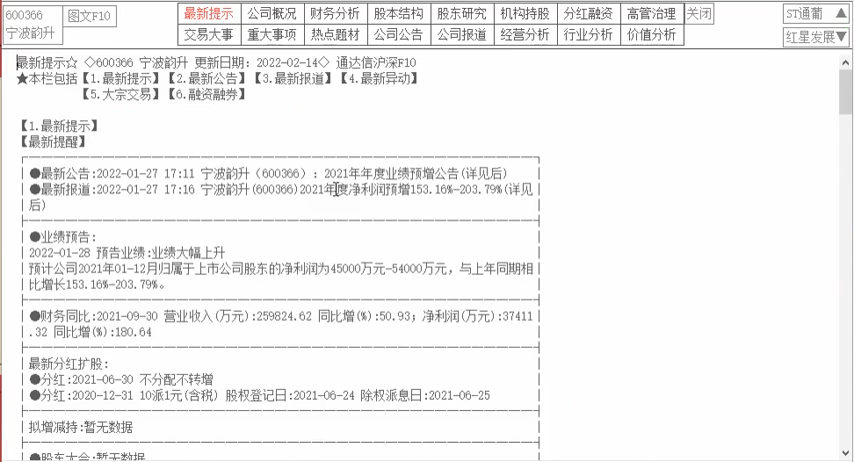 600366
宁波韵升
图文F10
最新提示 公司概况 财务分析 股本结构 股东研究 机构持股 分红融资 高管治理 关闭
交易大事 重大事项 热点题材 公司公告 公司报道 经营分析 行业分析 价值分析
ST通葡▲
红星发展▼
最新提示☆ ◇600366 宁波韵升 更新日期：2022-02-14◇ 通达信沪深F10
★本栏包括【1.最新提示】【2.最新公告】【3.最新报道】【4.最新异动】
【5.大宗交易】【6.融资融券】
【1.最新提示】
【最新提醒】
●最新公告:2022-01-27 17:11 宁波韵升（600366）：2021年年度业绩预增公告(详见后)
●最新报道:2022-01-27 17:16 宁波韵升(600366)2021年度净利润预增153.16%-203.79%(详见
后)
●业绩预告:
2022-01-28 预告业绩:业绩大幅上升
预计公司2021年01-12月归属于上市公司股东的净利润为45000万元-54000万元，与上年同期相
比增长153.16%-203.79%。
●财务同比:2021-09-30 营业收入(万元):259824.62 同比增(%):50.93；净利润(万元):37411
.32 同比增(%):180.64
最新分红扩股:
●分红:2021-06-30 不分配不转增
●分红:2020-12-31 10派1元(含税) 股权登记日:2021-06-24 除权派息日:2021-06-25
拟增减持:暂无数据
●股东大会:暂无数据